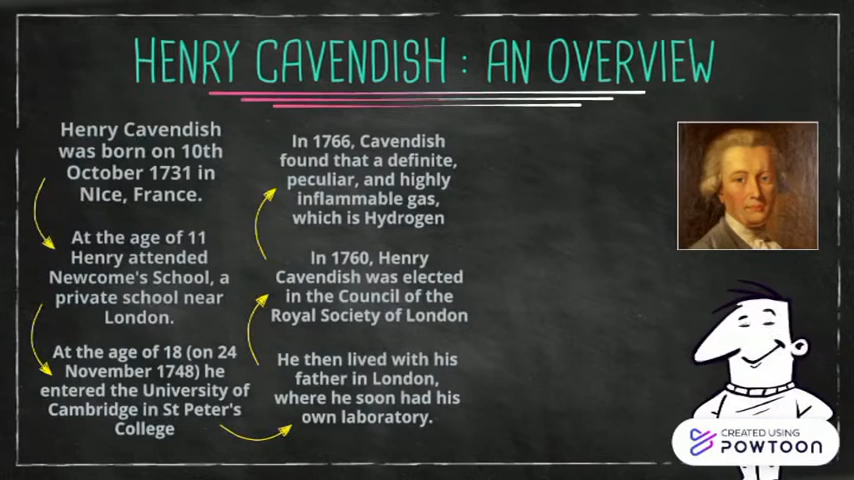 HENRY CAVENDISH : AN OVERVIEW
Henry Cavendish
was born on 10th
October 1731 in
NIce, France.
At the age of 11
Henry attended
Newcome's School, a
private school near
London.
At the age of 18 (on 24
November 1748) he
entered the University of
Cambridge in St Peter's
College
He then lived with his
father in London,
where he soon had his
own laboratory.
In 1760, Henry
Cavendish was elected
in the Council of the
Royal Society of London
In 1766, Cavendish
found that a definite,
peculiar, and highly
inflammable gas,
which is Hydrogen
CREATED USING
POWTOON